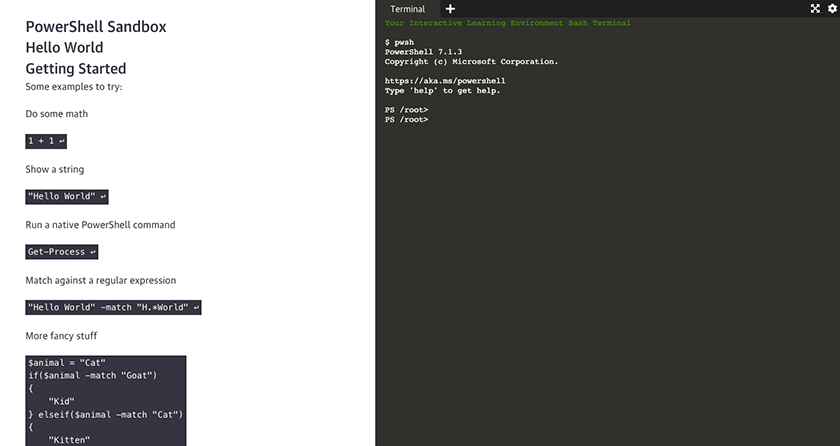 PowerShell Sandbox
Hello World
Getting Started
Some examples to try:
Do some math
1 + 1 ↩
Show a string
"Hello World" ↩
Run a native PowerShell command
Get-Process ↩
Match against a regular expression
"Hello World" -match "H.*World" ↩
More fancy stuff
$animal = "Cat"
if($animal -match "Goat")
{
    "Kid"
} elseif($animal -match "Cat")
{
    "Kitten"
Terminal +
Your Interactive Learning Environment Bash Terminal
$ pwsh
PowerShell 7.1.3
Copyright (c) Microsoft Corporation.
https://aka.ms/powershell
Type 'help' to get help.
PS /root>
PS /root>